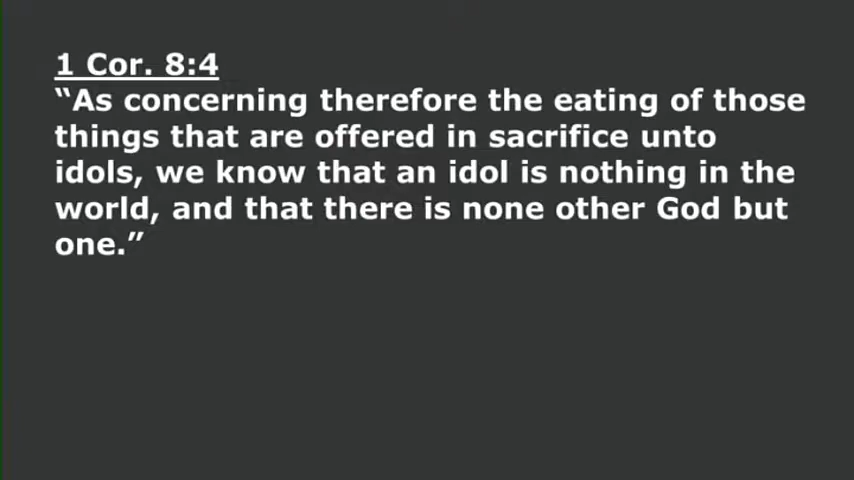 1 Cor. 8:4
“As concerning therefore the eating of those
things that are offered in sacrifice unto
idols, we know that an idol is nothing in the
world, and that there is none other God but
one.”